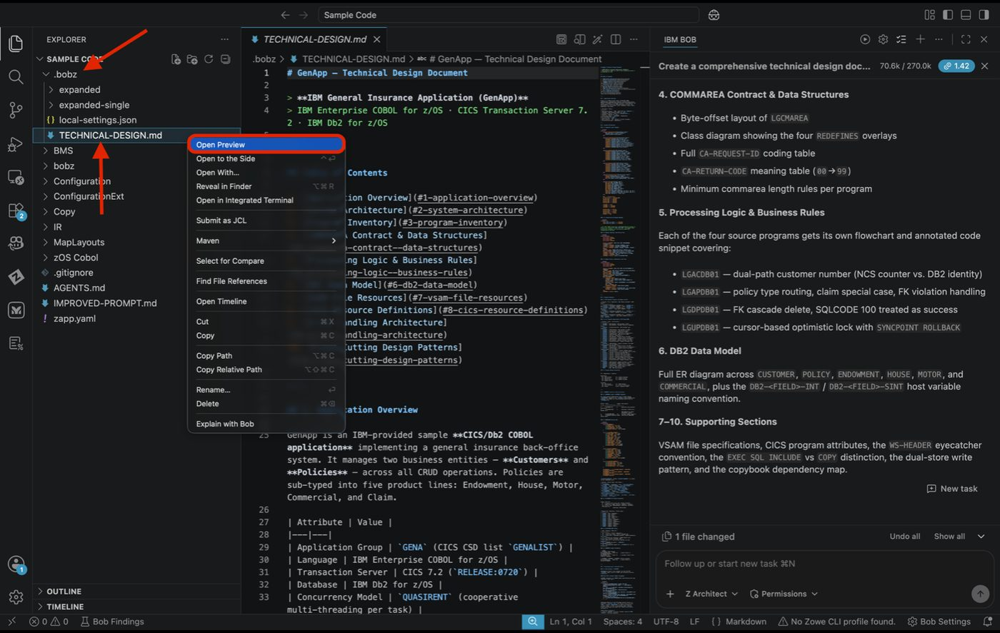 Sample Code
EXPLORER
SAMPLE CODE
.bobz
expanded
expanded-single
{} local-settings.json
TECHNICAL-DESIGN.md
BMS
bobz
Configuration
ConfigurationExt
Copy
IR
MapLayouts
zOS Cobol
.gitignore
AGENTS.md
IMPROVED-PROMPT.md
! zapp.yaml
OUTLINE
TIMELINE
2
1
Open Preview
Open to the Side ^⏎
Open With...
Reveal in Finder ⌥⌘R
Open in Integrated Terminal
Submit as JCL
Maven
Select for Compare
Find File References
Open Timeline
Cut ⌘X
Copy ⌘C
Copy Path ⌥⌘C
Copy Relative Path ⌥⇧⌘C
Rename... ⏎
Delete ⌘⌫
Explain with Bob
TECHNICAL-DESIGN.md
.bobz > TECHNICAL-DESIGN.md > abc # GenApp — Technical Design Document
1 # GenApp — Technical Design Document
2
3 > **IBM General Insurance Application (GenApp)**
4 > IBM Enterprise COBOL for z/OS · CICS Transaction Server 7.
2 · IBM Db2 for z/OS
Contents
ion Overview](#1-application-overview)
Architecture](#2-system-architecture)
Inventory](#3-program-inventory)
A Contract & Data Structures]
a-contract--data-structures)
ing Logic & Business Rules]
ng-logic--business-rules)
Model](#6-db2-data-model)
le Resources](#7-vsam-file-resources)
source Definitions](#8-cics-resource-definitions)
andling Architecture]
andling-architecture)
utting Design Patterns]
cutting-design-patterns)
cation Overview
25 GenApp is an IBM-provided sample **CICS/Db2 COBOL
application** implementing a general insurance back-office
system. It manages two business entities — **Customers** and
**Policies** — across all CRUD operations. Policies are
sub-typed into five product lines: Endowment, House, Motor,
Commercial, and Claim.
26
27 | Attribute | Value |
28 |---|---|
29 | Application Group | `GENA` (CICS CSD list `GENALIST`) |
30 | Language | IBM Enterprise COBOL for z/OS |
31 | Transaction Server | CICS 7.2 (`RELEASE:0720`) |
32 | Database | IBM Db2 for z/OS |
33 | Concurrency Model | `QUASIRENT` (cooperative
multi-threading per task) |
IBM BOB
Create a comprehensive technical design doc... 70.6k / 270.0k 1.42
4. COMMAREA Contract & Data Structures
• Byte-offset layout of LGCMAREA
• Class diagram showing the four REDEFINES overlays
• Full CA-REQUEST-ID coding table
• CA-RETURN-CODE meaning table (00 → 99)
• Minimum commarea length rules per program
5. Processing Logic & Business Rules
Each of the four source programs gets its own flowchart and annotated code
snippet covering:
• LGACDB01 — dual-path customer number (NCS counter vs. DB2 identity)
• LGAPDB01 — policy type routing, claim special case, FK violation handling
• LGDPDB01 — FK cascade delete, SQLCODE 100 treated as success
• LGUPDB01 — cursor-based optimistic lock with SYNCPOINT ROLLBACK
6. DB2 Data Model
Full ER diagram across CUSTOMER, POLICY, ENDOWMENT, HOUSE, MOTOR, and
COMMERCIAL, plus the DB2-<FIELD>-INT / DB2-<FIELD>-SINT host variable
naming convention.
7–10. Supporting Sections
VSAM file specifications, CICS program attributes, the WS-HEADER eyecatcher
convention, the EXEC SQL INCLUDE vs COPY distinction, the dual-store write
pattern, and the copybook dependency map.
New task
1 file changed Undo all Show all
Follow up or start new task ⌘N
Z Architect Permissions
0 0 Bob Findings
Ln 1, Col 1 Spaces: 4 UTF-8 LF {} Markdown No Zowe CLI profile found. Bob Settings